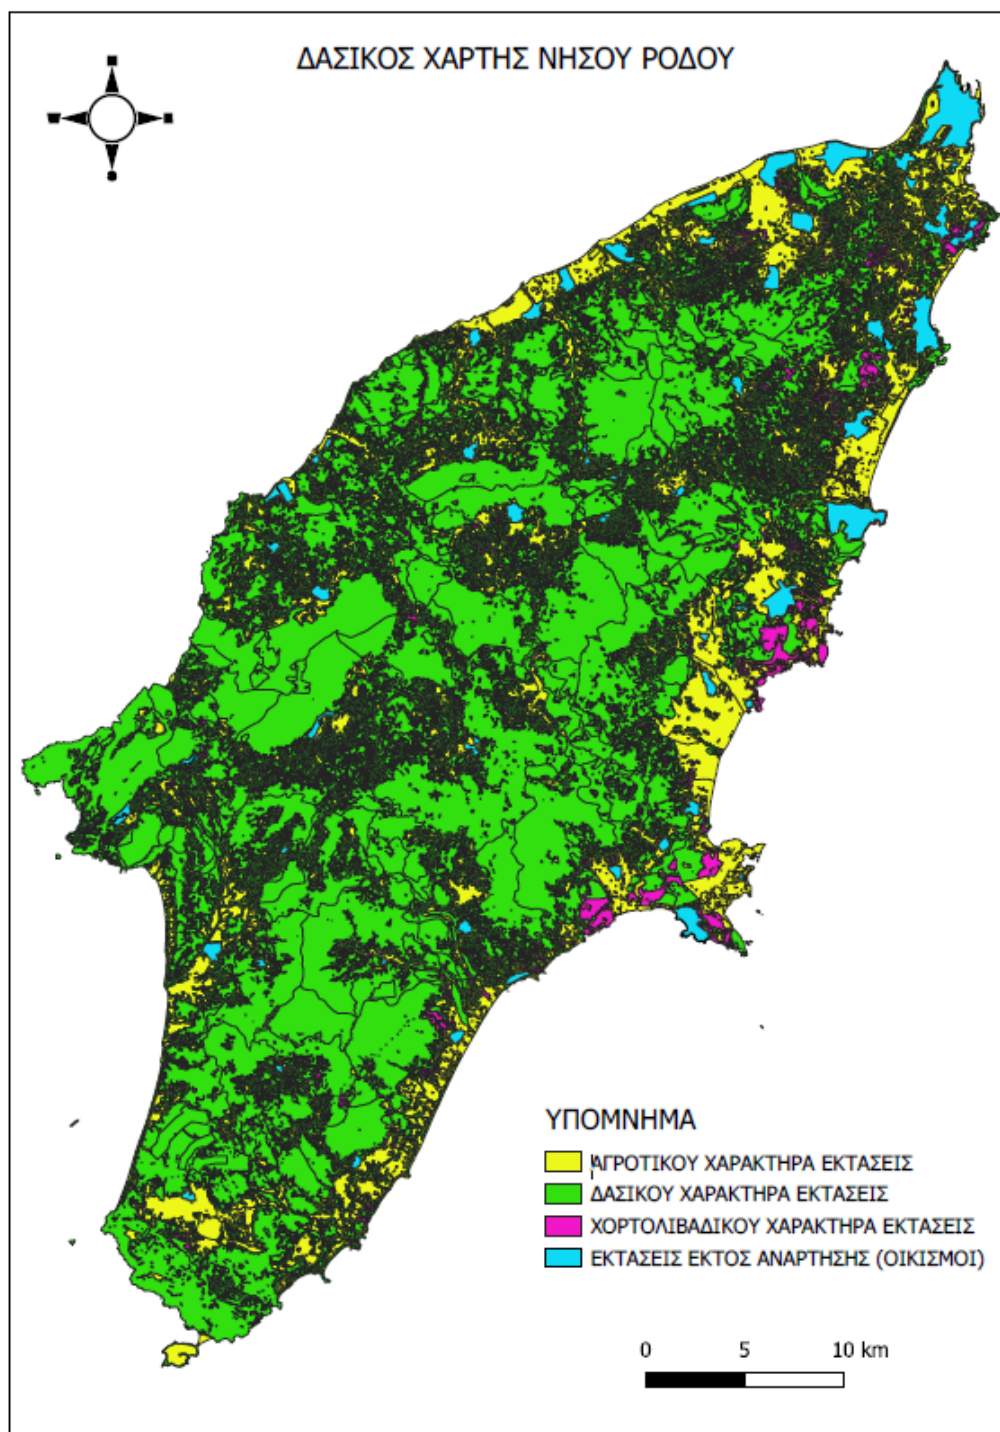 ΔΑΣΙΚΟΣ ΧΑΡΤΗΣ ΝΗΣΟΥ ΡΟΔΟΥ
ΥΠΟΜΝΗΜΑ
ΑΓΡΟΤΙΚΟΥ ΧΑΡΑΚΤΗΡΑ ΕΚΤΑΣΕΙΣ
ΔΑΣΙΚΟΥ ΧΑΡΑΚΤΗΡΑ ΕΚΤΑΣΕΙΣ
ΧΟΡΤΟΛΙΒΑΔΙΚΟΥ ΧΑΡΑΚΤΗΡΑ ΕΚΤΑΣΕΙΣ
ΕΚΤΑΣΕΙΣ ΕΚΤΟΣ ΑΝΑΡΤΗΣΗΣ (ΟΙΚΙΣΜΟΙ)
0 5 10 km